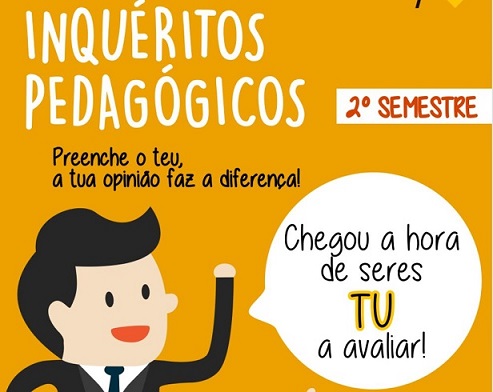 INQUÉRITOS
PEDAGÓGICOS
2º SEMESTRE
Preenche o teu,
a tua opinião faz a diferença!
Chegou a hora
de seres
TU
a avaliar!